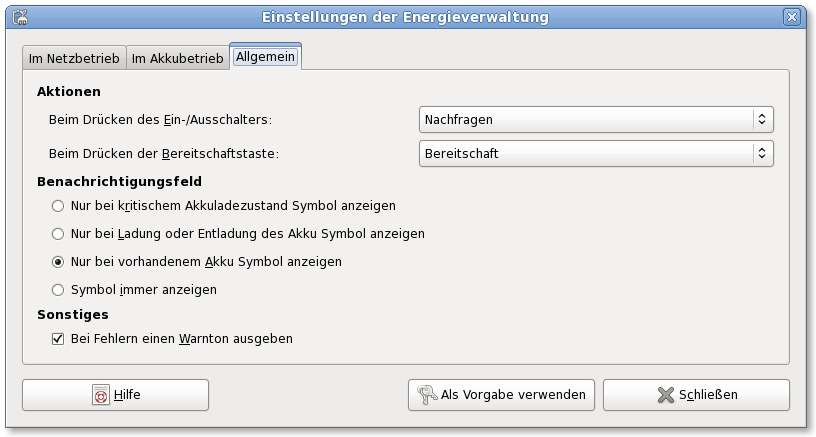 Einstellungen der Energieverwaltung
Im Netzbetrieb
Im Akkubetrieb
Allgemein
Aktionen
Beim Drücken des Ein-/Ausschalters:
Nachfragen
Beim Drücken der Bereitschaftstaste:
Bereitschaft
Benachrichtigungsfeld
Nur bei kritischem Akkuladezustand Symbol anzeigen
Nur bei Ladung oder Entladung des Akku Symbol anzeigen
Nur bei vorhandenem Akku Symbol anzeigen
Symbol immer anzeigen
Sonstiges
Bei Fehlern einen Warnton ausgeben
Hilfe
Als Vorgabe verwenden
Schließen